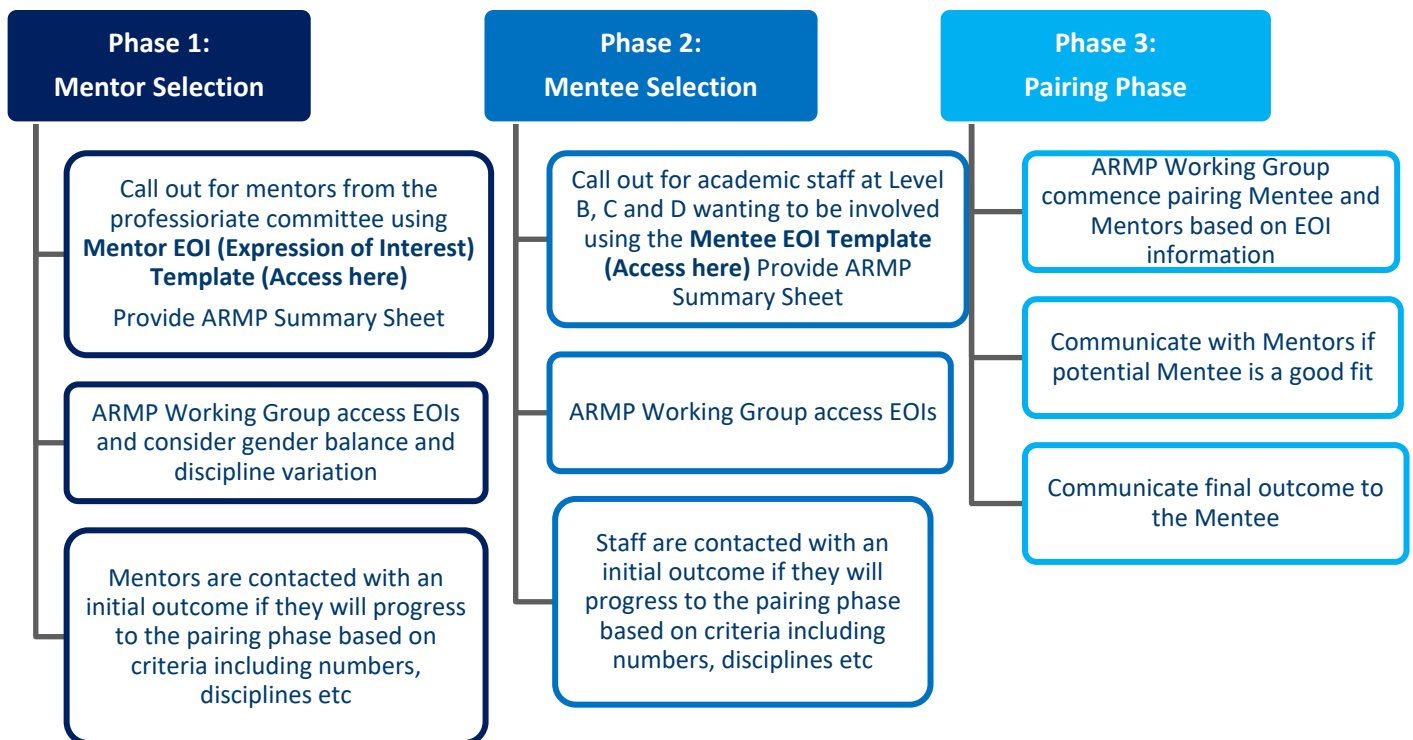 Phase 1:
Mentor Selection
Call out for mentors from the
professioriate committee using
Mentor EOI (Expression of Interest)
Template (Access here)
Provide ARMP Summary Sheet
ARMP Working Group access EOIs
and consider gender balance and
discipline variation
Mentors are contacted with an
initial outcome if they will progress
to the pairing phase based on
criteria including numbers,
disciplines etc
Phase 2:
Mentee Selection
Call out for academic staff at Level
B, C and D wanting to be involved
using the Mentee EOI Template
(Access here) Provide ARMP
Summary Sheet
ARMP Working Group access EOIs
Staff are contacted with an
initial outcome if they will
progress to the pairing phase
based on criteria including
numbers, disciplines etc
Phase 3:
Pairing Phase
ARMP Working Group
commence pairing Mentee and
Mentors based on EOI
information
Communicate with Mentors if
potential Mentee is a good fit
Communicate final outcome to
the Mentee